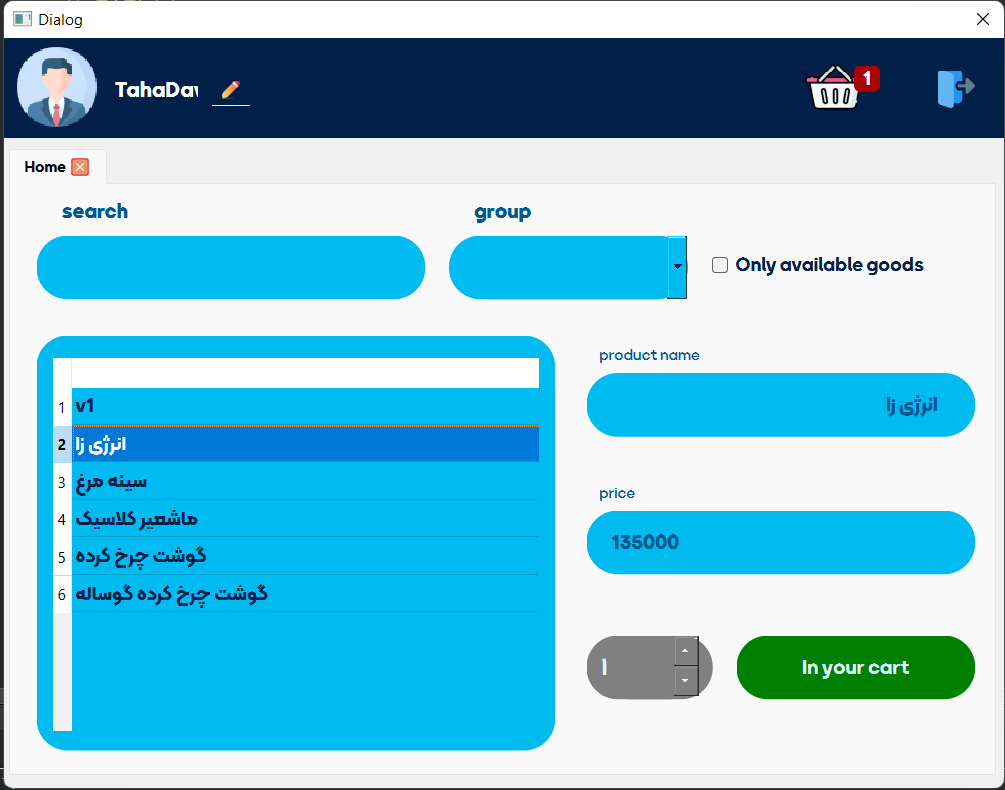 Dialog
TahaDav
1
Home
search
group
Only available goods
1 v1
2 انرژی زا
3 سینه مرغ
4 ماشعیر کلاسیک
5 گوشت چرخ کرده
6 گوشت چرخ کرده گوساله
product name
انرژی زا
price
135000
1
In your cart